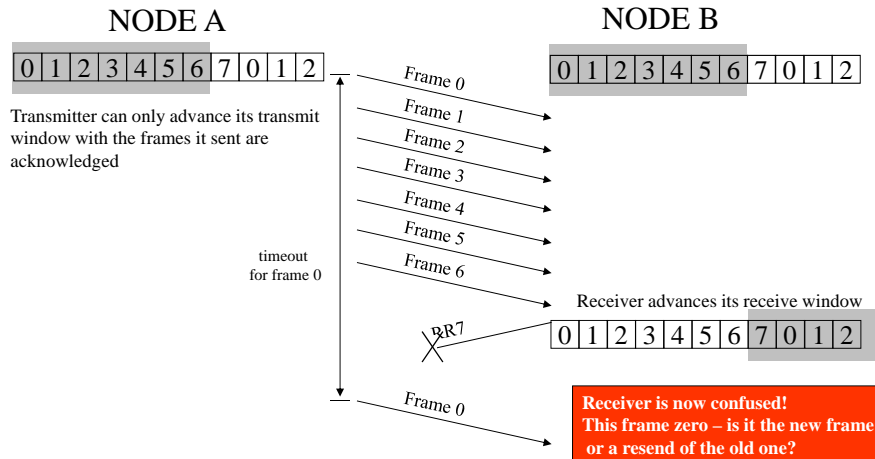 NODE A
NODE B
0 1 2 3 4 5 6 7 0 1 2
0 1 2 3 4 5 6 7 0 1 2
Transmitter can only advance its transmit
window with the frames it sent are
acknowledged
Frame 0
Frame 1
Frame 2
Frame 3
Frame 4
Frame 5
Frame 6
timeout
for frame 0
Receiver advances its receive window
0 1 2 3 4 5 6 7 0 1 2
RR7
Frame 0
Receiver is now confused!
This frame zero – is it the new frame
or a resend of the old one?